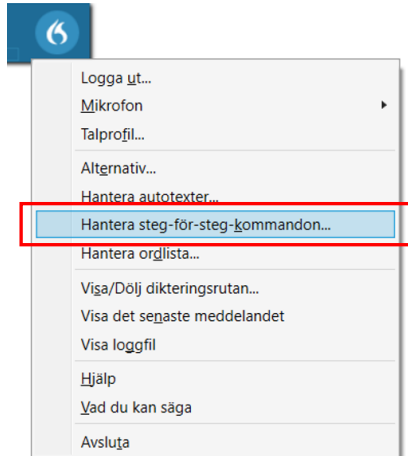 Logga ut...
Mikrofon
Talprofil...
Alternativ...
Hantera autotexter...
Hantera steg-för-steg-kommandon...
Hantera ordlista...
Visa/Dölj dikteringsrutan...
Visa det senaste meddelandet
Visa loggfil
Hjälp
Vad du kan säga
Avsluta